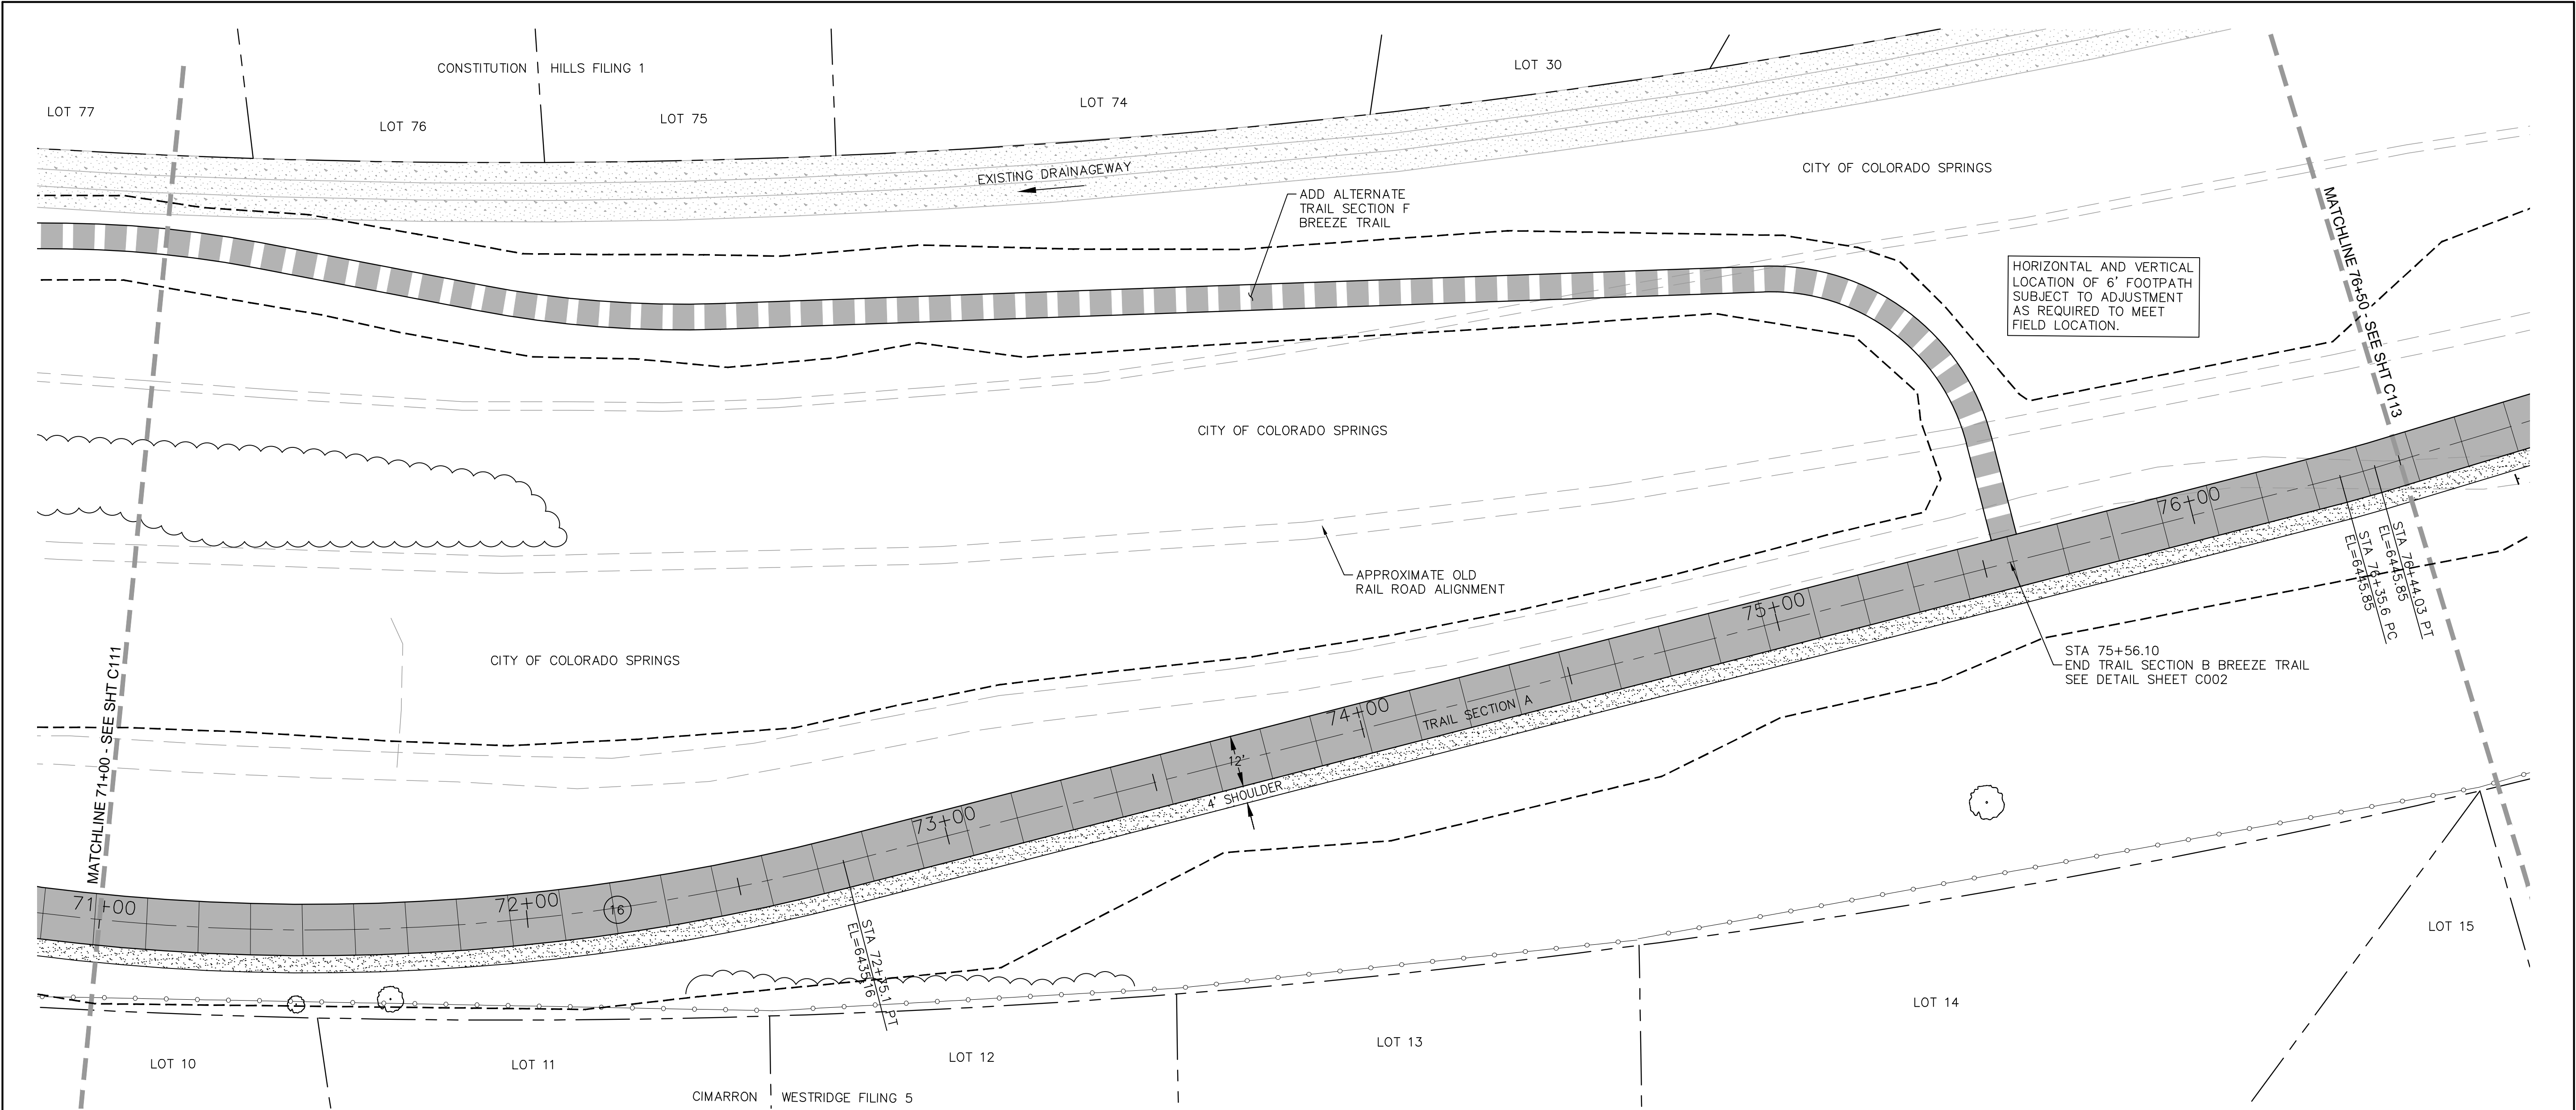 CONSTITUTION HILLS FILING 1
LOT 77
LOT 76
LOT 75
LOT 74
LOT 30
EXISTING DRAINAGEWAY
CITY OF COLORADO SPRINGS
ADD ALTERNATE
TRAIL SECTION F
BREEZE TRAIL
MATCHLINE 76+50 - SEE SHT C113
HORIZONTAL AND VERTICAL
LOCATION OF 6' FOOTPATH
SUBJECT TO ADJUSTMENT
AS REQUIRED TO MEET
FIELD LOCATION.
CITY OF COLORADO SPRINGS
APPROXIMATE OLD
RAIL ROAD ALIGNMENT
CITY OF COLORADO SPRINGS
MATCHLINE 71+00 - SEE SHT C111
71+00
72+00
16
73+00
74+00
75+00
76+00
TRAIL SECTION A
12'
4' SHOULDER
STA 72+75.1 PT
EL=6435.16
STA 75+56.10
END TRAIL SECTION B BREEZE TRAIL
SEE DETAIL SHEET C002
STA 76+35.6 PC
EL=6445.85
STA 76+44.03 PT
EL=6445.85
LOT 10
LOT 11
LOT 12
LOT 13
LOT 14
LOT 15
CIMARRON WESTRIDGE FILING 5